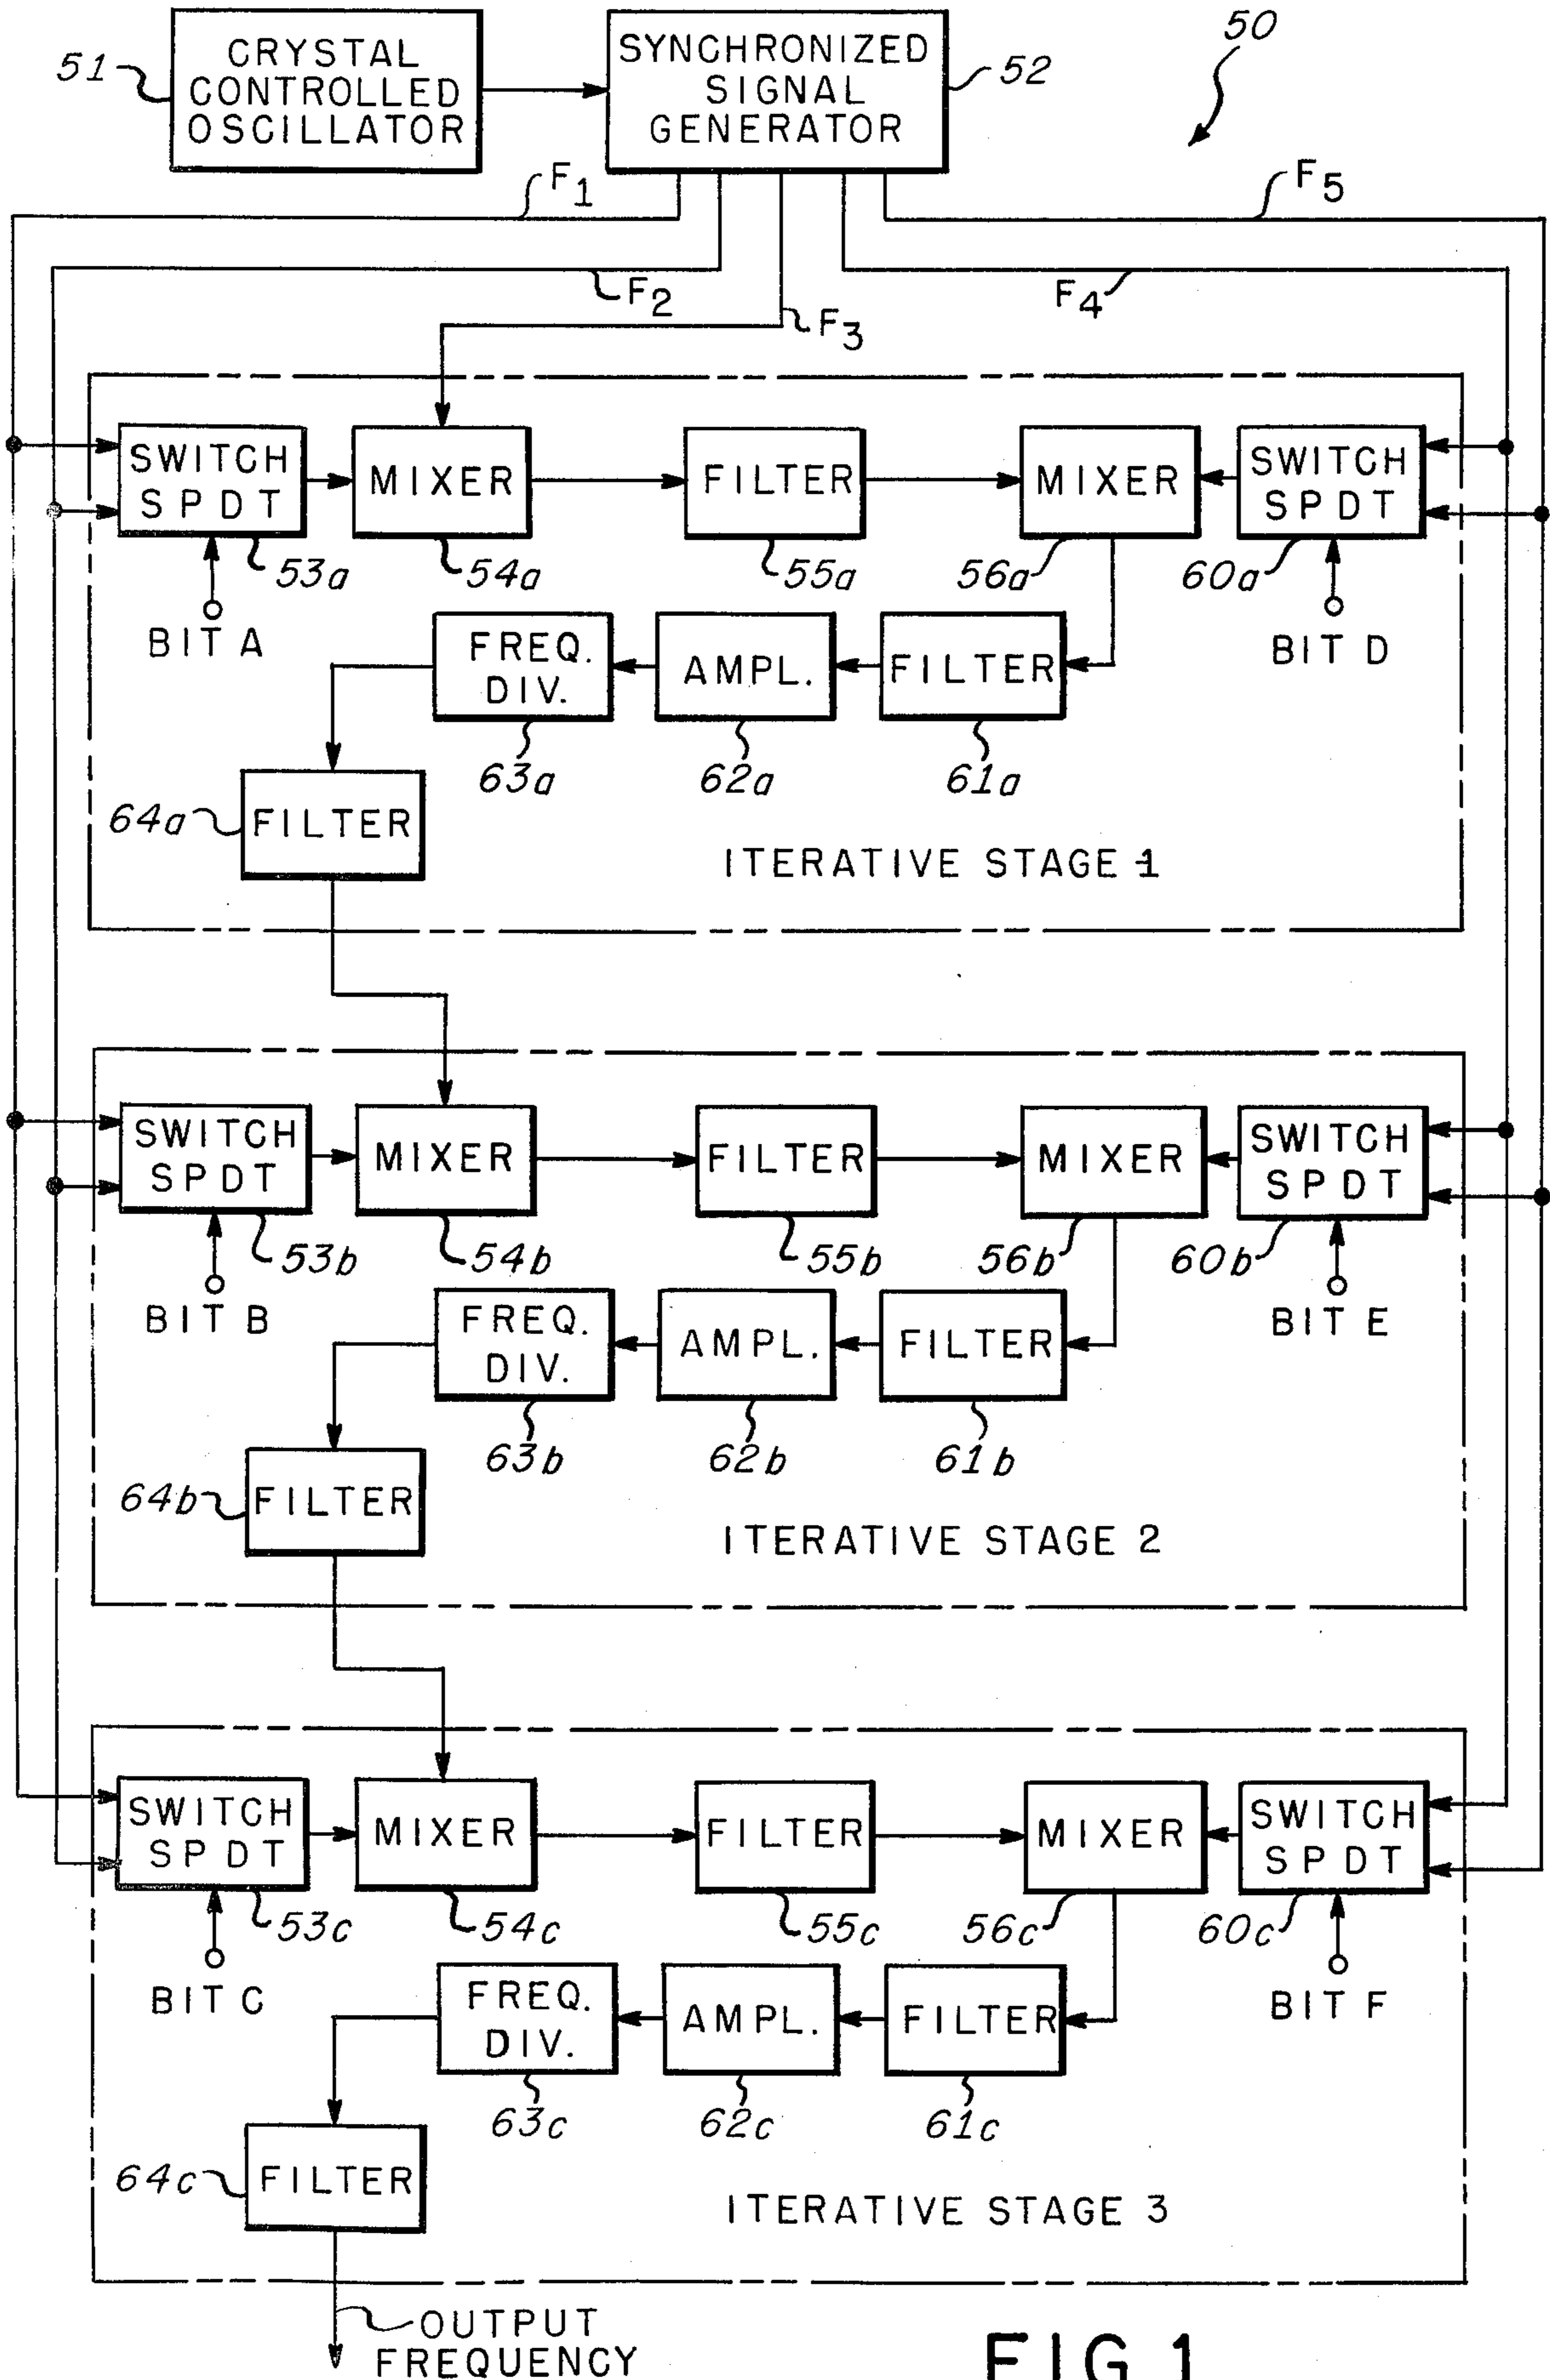 50
51
CRYSTAL
CONTROLLED
OSCILLATOR
SYNCHRONIZED
SIGNAL
GENERATOR
52
F1
F5
F2
F4
F3
SWITCH
SPDT
MIXER
FILTER
MIXER
SWITCH
SPDT
53a
54a
55a
56a
60a
BIT A
BIT D
FREQ.
DIV.
AMPL.
FILTER
63a
62a
61a
64a
FILTER
ITERATIVE STAGE 1
SWITCH
SPDT
MIXER
FILTER
MIXER
SWITCH
SPDT
53b
54b
55b
56b
60b
BIT B
BIT E
FREQ.
DIV.
AMPL.
FILTER
63b
62b
61b
64b
FILTER
ITERATIVE STAGE 2
SWITCH
SPDT
MIXER
FILTER
MIXER
SWITCH
SPDT
53c
54c
55c
56c
60c
BIT C
BIT F
FREQ.
DIV.
AMPL.
FILTER
63c
62c
61c
64c
FILTER
ITERATIVE STAGE 3
OUTPUT
FREQUENCY
FIG.1